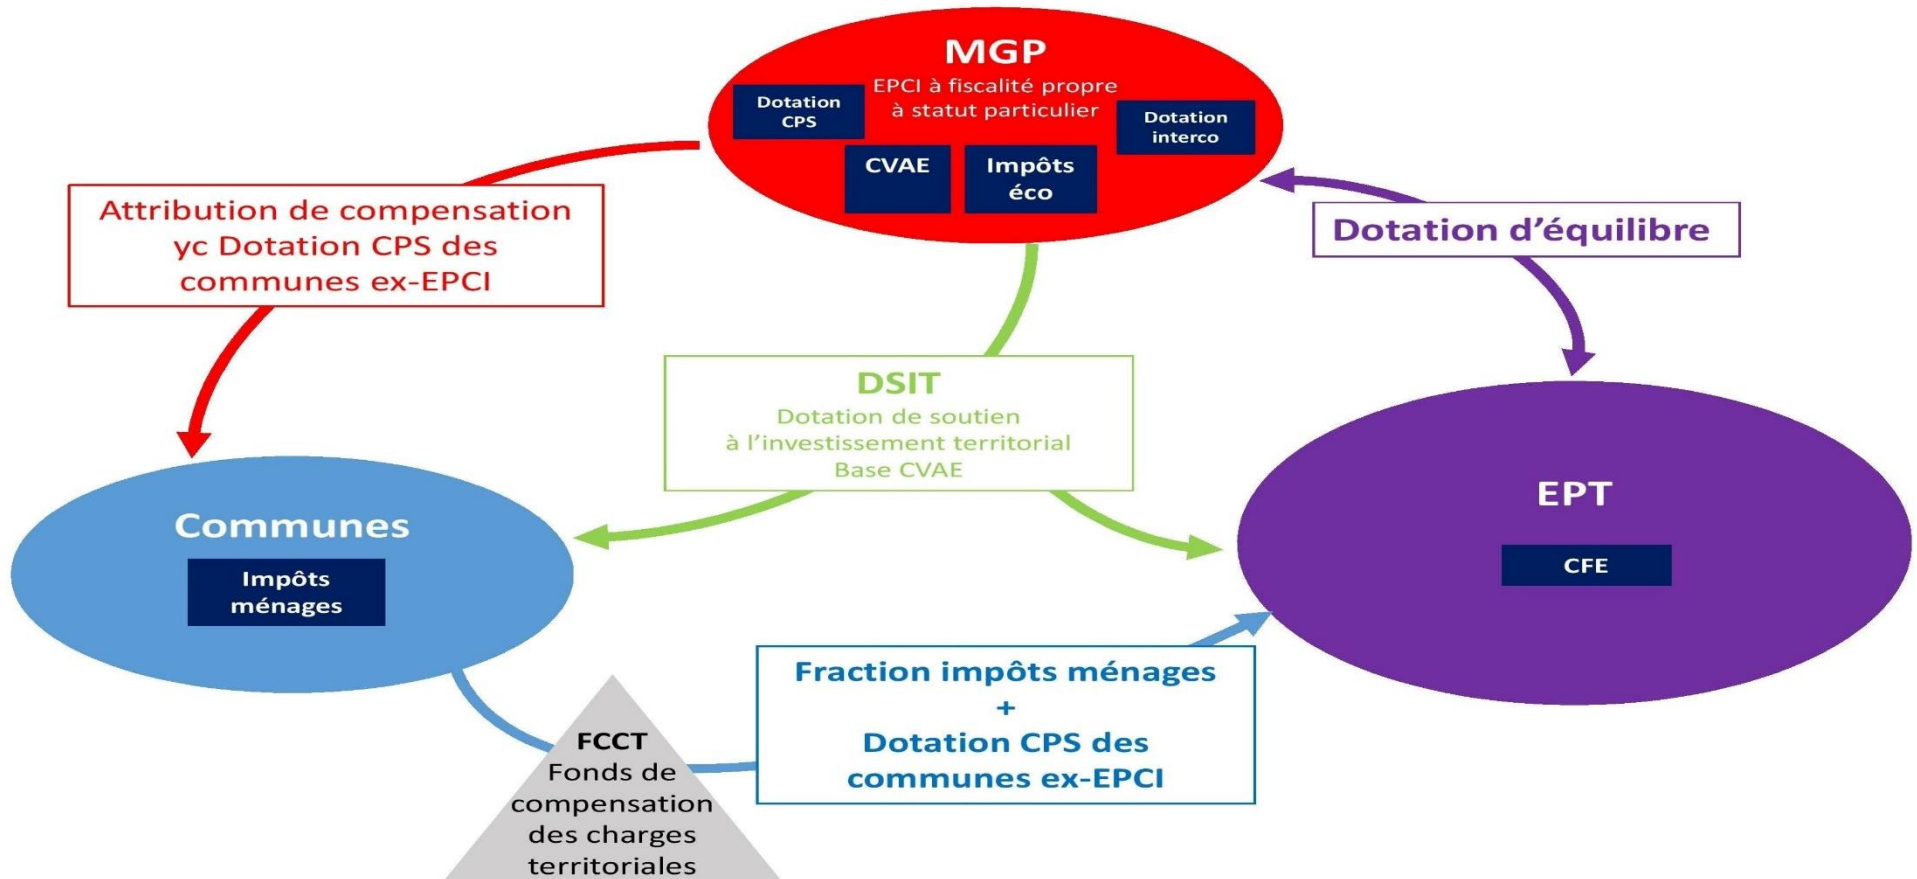 MGP
EPCI à fiscalité propre
à statut particulier
Dotation
CPS
Dotation
interco
CVAE
Impôts
éco
Attribution de compensation
yc Dotation CPS des
communes ex-EPCI
Dotation d’équilibre
DSIT
Dotation de soutien
à l’investissement territorial
Base CVAE
Communes
Impôts
ménages
EPT
CFE
Fraction impôts ménages
+
Dotation CPS des
communes ex-EPCI
FCCT
Fonds de
compensation
des charges
territoriales